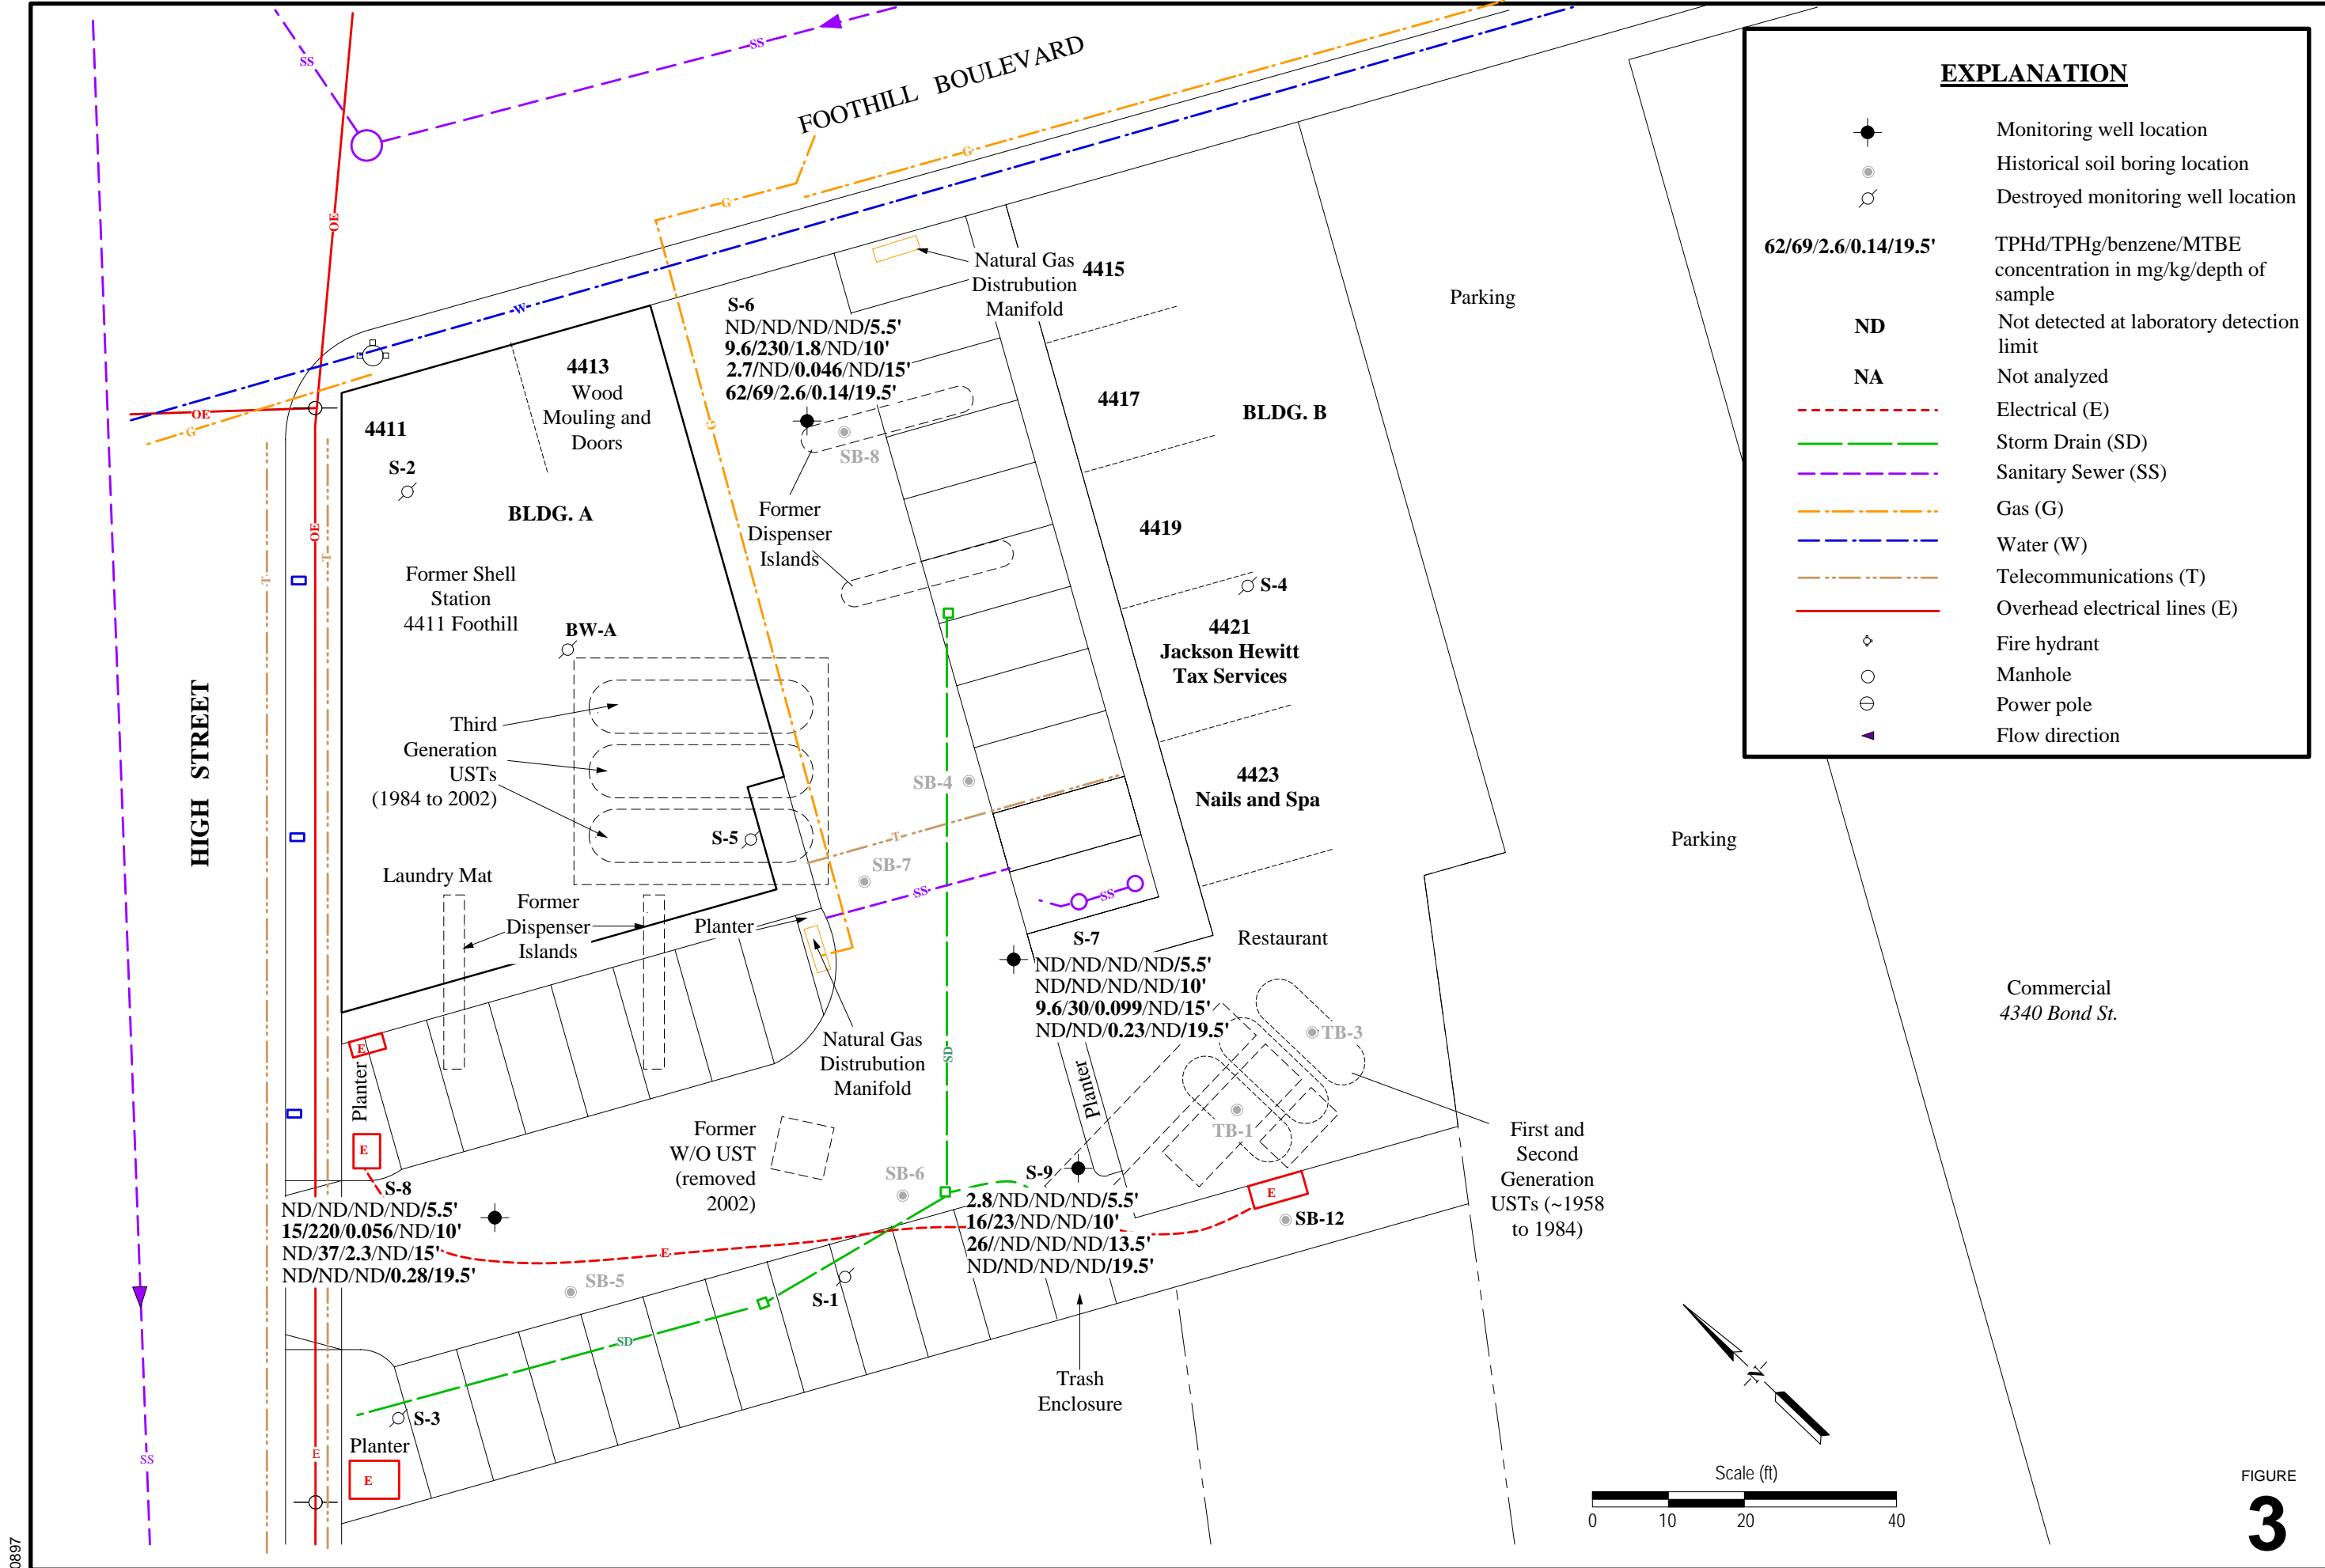 SS
SS
FOOTHILL BOULEVARD
OE
G
G
W
OE
G
EXPLANATION
Monitoring well location
Historical soil boring location
Destroyed monitoring well location
62/69/2.6/0.14/19.5'
TPHd/TPHg/benzene/MTBE
concentration in mg/kg/depth of
sample
ND
Not detected at laboratory detection
limit
NA
Not analyzed
Electrical (E)
Storm Drain (SD)
Sanitary Sewer (SS)
Gas (G)
Water (W)
Telecommunications (T)
Overhead electrical lines (E)
Fire hydrant
Manhole
Power pole
Flow direction
Natural Gas
Distrubution
Manifold
4415
Parking
S-6
ND/ND/ND/ND/5.5'
9.6/230/1.8/ND/10'
2.7/ND/0.046/ND/15'
62/69/2.6/0.14/19.5'
4413
Wood
Mouling and
Doors
4411
S-2
BLDG. A
G
SB-8
4417
BLDG. B
Former
Dispenser
Islands
4419
OE
T
T
Former Shell
Station
4411 Foothill
BW-A
S-4
4421
Jackson Hewitt
Tax Services
HIGH STREET
Third
Generation
USTs
(1984 to 2002)
SB-4
4423
Nails and Spa
S-5
T
SB-7
SS
SS
Parking
Laundry Mat
Former
Dispenser
Islands
Planter
S-7
ND/ND/ND/ND/5.5'
ND/ND/ND/ND/10'
9.6/30/0.099/ND/15'
ND/ND/0.23/ND/19.5'
Restaurant
Commercial
4340 Bond St.
TB-3
E
Planter
Natural Gas
Distrubution
Manifold
SD
Planter
TB-1
First and
Second
Generation
USTs (~1958
to 1984)
Former
W/O UST
(removed
2002)
E
SB-6
S-9
2.8/ND/ND/ND/5.5'
16/23/ND/ND/10'
26//ND/ND/ND/13.5'
ND/ND/ND/ND/19.5'
E
SB-12
S-8
ND/ND/ND/ND/5.5'
15/220/0.056/ND/10'
ND/37/2.3/ND/15'
ND/ND/ND/0.28/19.5'
E
SB-5
S-1
SD
Trash
Enclosure
S-3
Planter
E
E
SS
N
Scale (ft)
0 10 20 40
FIGURE
3
0897